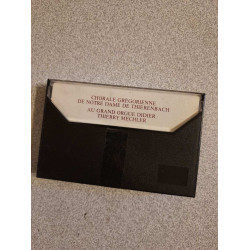 CHORALE GREGORIENNE
DE NOTRE DAME DE THIERENBACH
AU GRAND ORGUE DIDIER
THIERRY MECHLER